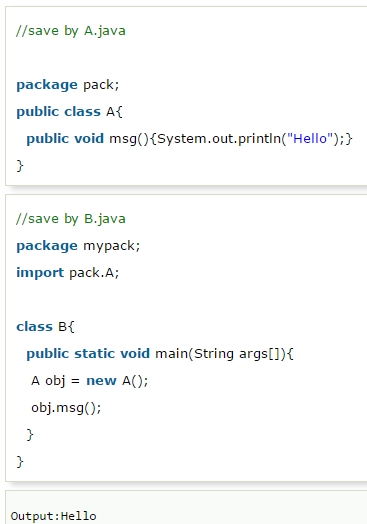 //save by A.java
package pack;
public class A{
public void msg(){System.out.println("Hello");}
}
//save by B.java
package mypack;
import pack.A;
class B{
public static void main(String args[]){
A obj = new A();
obj.msg();
}
}
Output:Hello